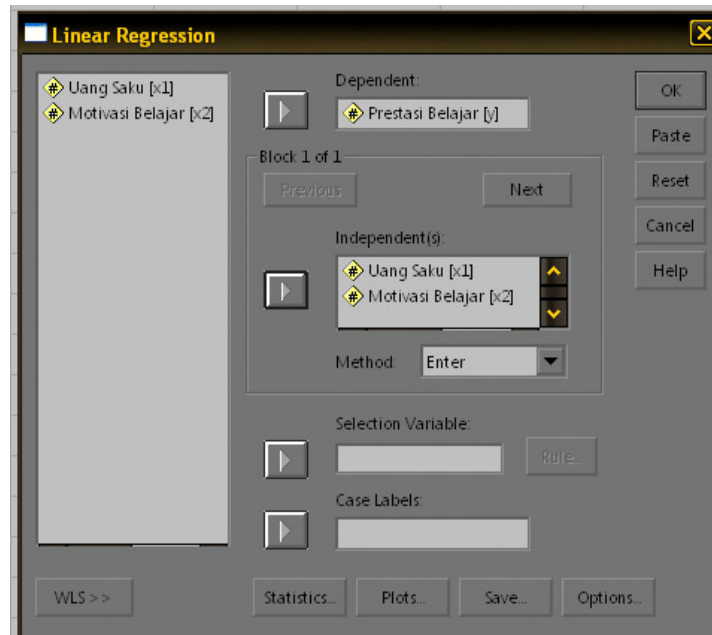 Linear Regression
Uang Saku [x1]
Motivasi Belajar [x2]
Dependent:
Prestasi Belajar [y]
Block 1 of 1
Previous
Next
Independent(s):
Uang Saku [x1]
Motivasi Belajar [x2]
Method:
Enter
Selection Variable:
Rule...
Case Labels:
WLS >>
Statistics...
Plots...
Save...
Options...
OK
Paste
Reset
Cancel
Help